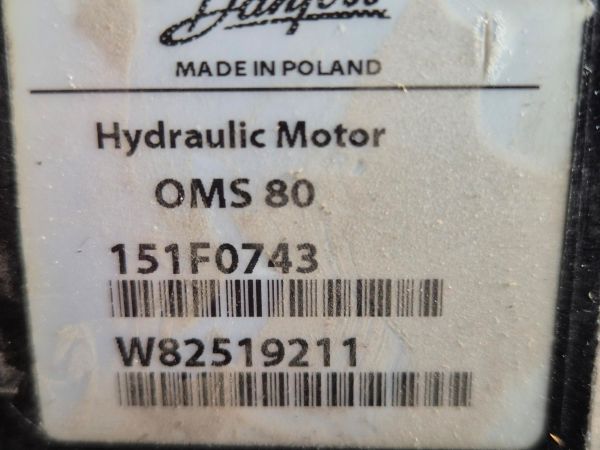 Danfoss
MADE IN POLAND
Hydraulic Motor
OMS 80
151F0743
W82519211